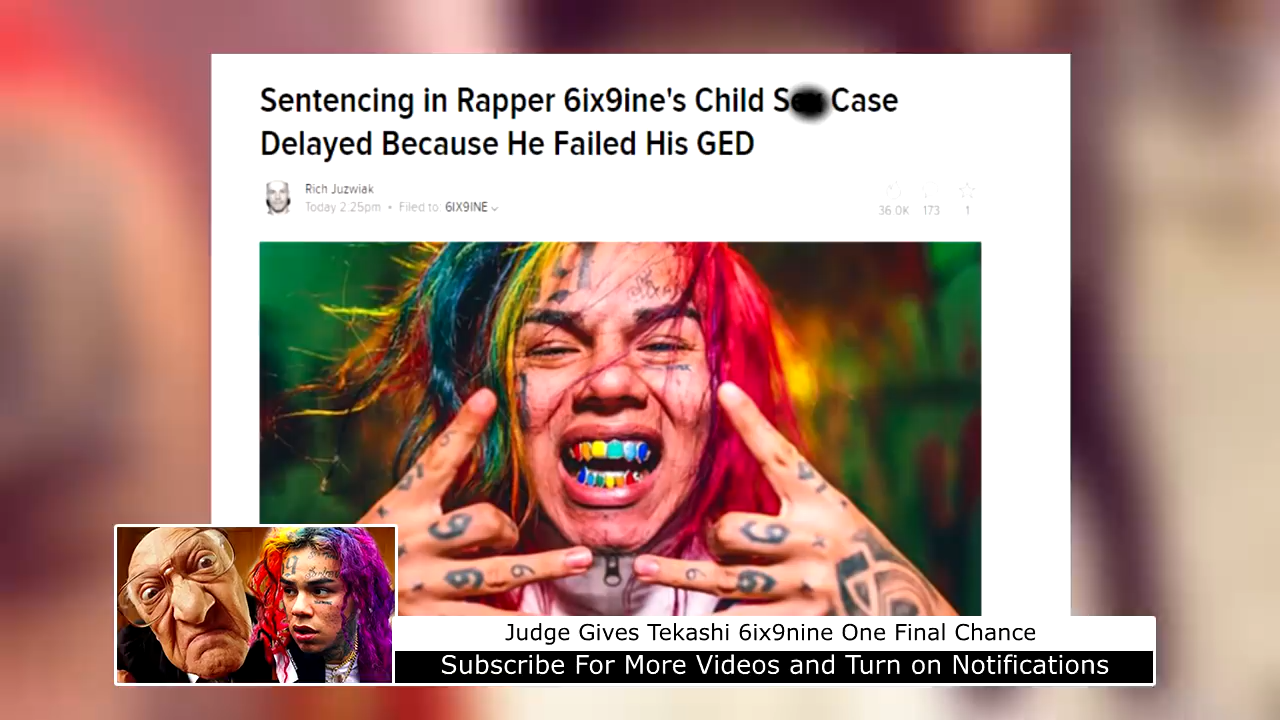 Sentencing in Rapper 6ix9ine's Child S Case
Delayed Because He Failed His GED
Rich Juzwiak
Today 2:25pm • Filed to: 6IX9INE
36.0K 173 1
Judge Gives Tekashi 6ix9nine One Final Chance
Subscribe For More Videos and Turn on Notifications